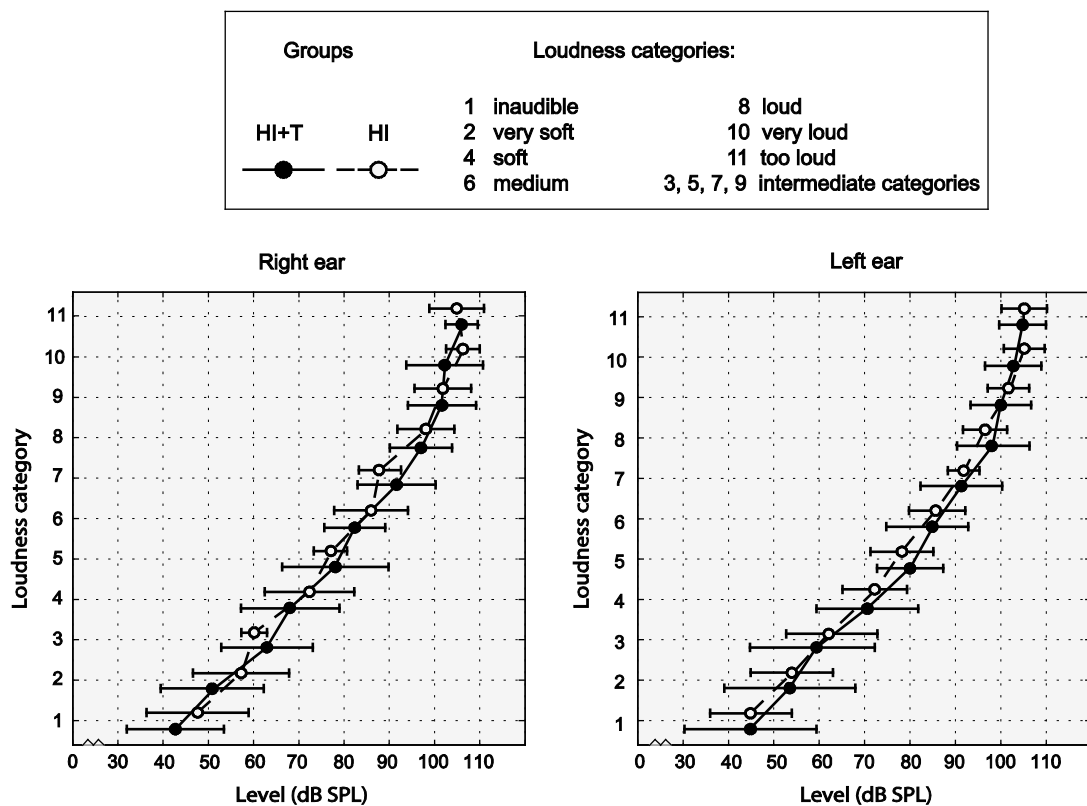 Groups
Loudness categories:
HI+T
HI
1 inaudible
2 very soft
4 soft
6 medium
8 loud
10 very loud
11 too loud
3, 5, 7, 9 intermediate categories
Right ear
Loudness category
11
10
9
8
7
6
5
4
3
2
1
0 30 40 50 60 70 80 90 100 110
Level (dB SPL)
Left ear
Loudness category
11
10
9
8
7
6
5
4
3
2
1
0 30 40 50 60 70 80 90 100 110
Level (dB SPL)